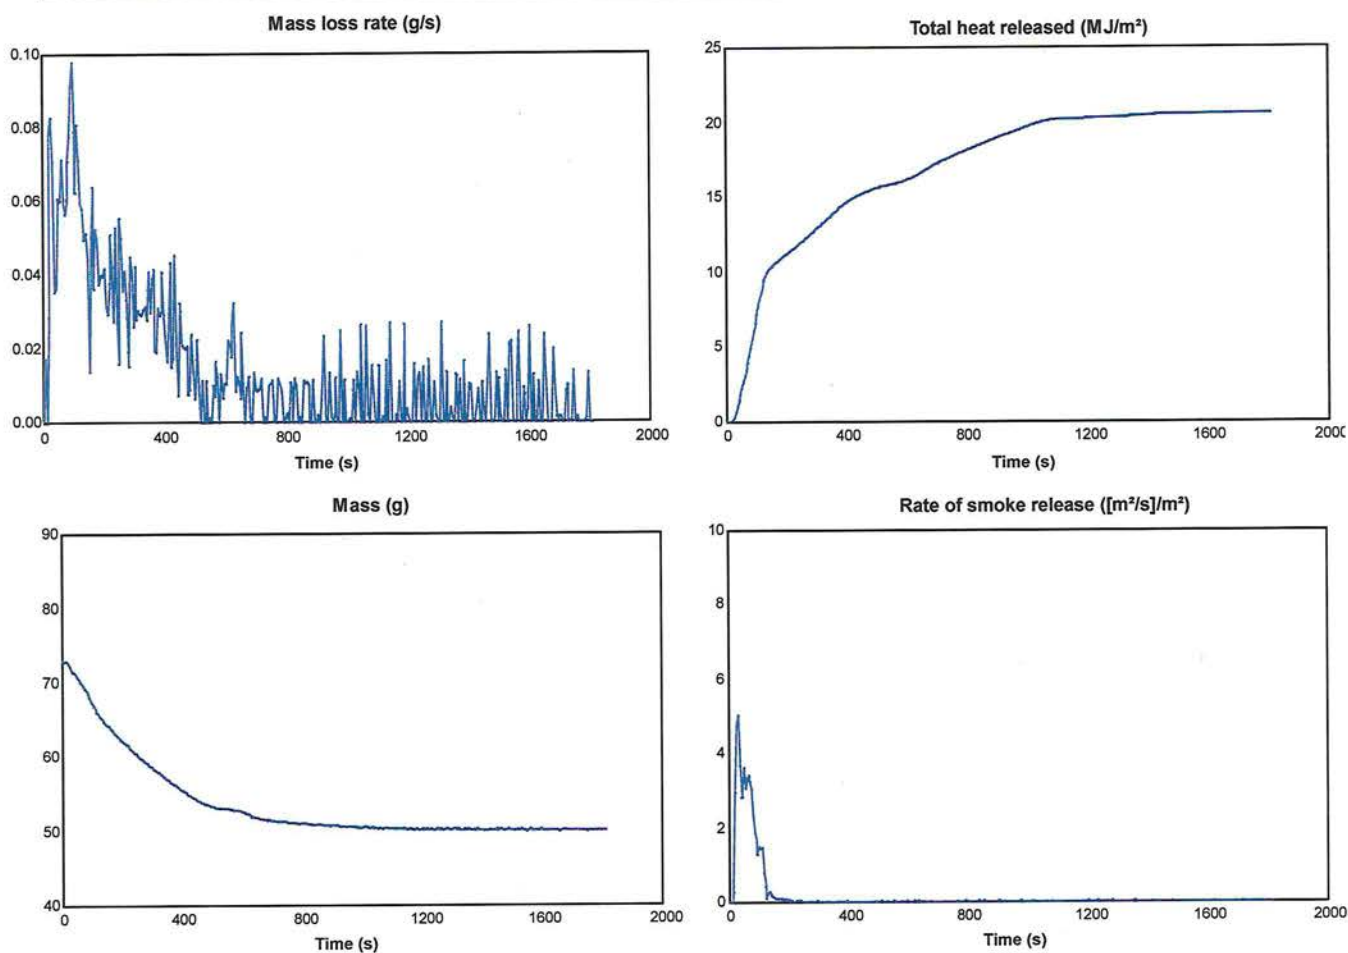 Mass loss rate (g/s)
0.10
0.08
0.06
0.04
0.02
0.00
0 400 800 1200 1600 2000
Time (s)
Total heat released (MJ/m²)
25
20
15
10
5
0
0 400 800 1200 1600 2000
Time (s)
Mass (g)
90
80
70
60
50
40
0 400 800 1200 1600 2000
Time (s)
Rate of smoke release ([m²/s]/m²)
10
8
6
4
2
0
0 400 800 1200 1600 2000
Time (s)